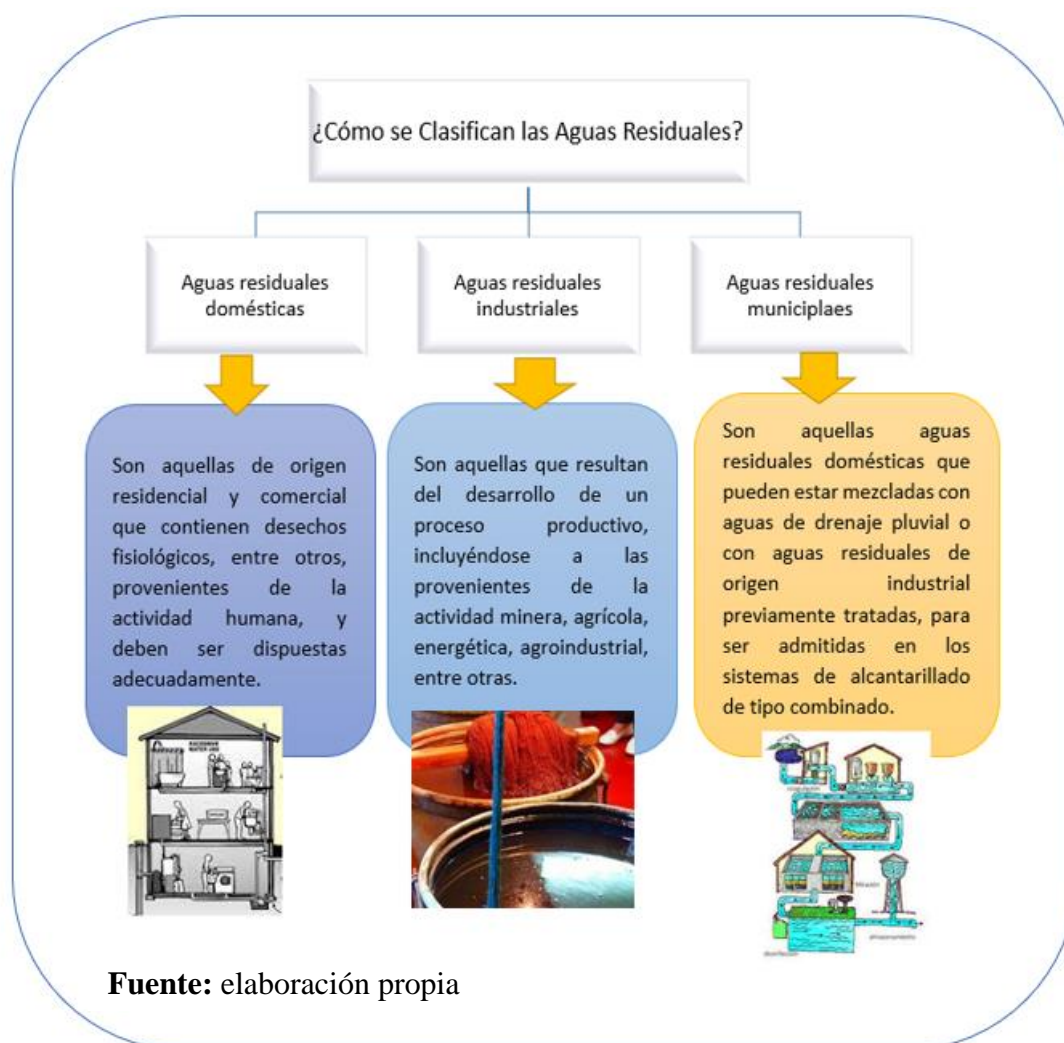 ¿Cómo se Clasifican las Aguas Residuales?
Aguas residuales
domésticas
Aguas residuales
industriales
Aguas residuales
municiplaes
Son aquellas de origen
residencial y comercial
que contienen desechos
fisiológicos, entre otros,
provenientes de la
actividad humana, y
deben ser dispuestas
adecuadamente.
Son aquellas que resultan
del desarrollo de un
proceso productivo,
incluyéndose a las
provenientes de la
actividad minera, agrícola,
energética, agroindustrial,
entre otras.
Son aquellas aguas
residuales domésticas que
pueden estar mezcladas con
aguas de drenaje pluvial o
con aguas residuales de
origen industrial
previamente tratadas, para
ser admitidas en los
sistemas de alcantarillado
de tipo combinado.
WATER USE
Fuente: elaboración propia